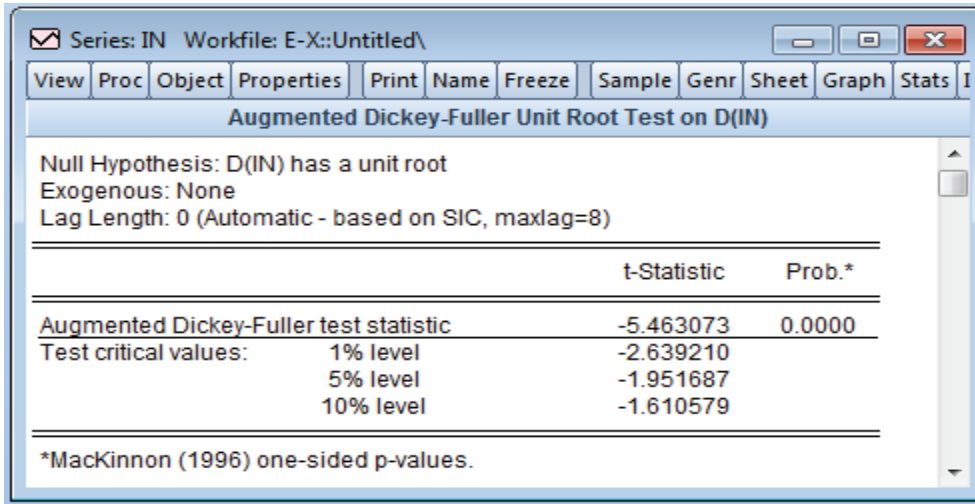 Series: IN Workfile: E-X::Untitled\
View Proc Object Properties Print Name Freeze Sample Genr Sheet Graph Stats
Augmented Dickey-Fuller Unit Root Test on D(IN)
Null Hypothesis: D(IN) has a unit root
Exogenous: None
Lag Length: 0 (Automatic - based on SIC, maxlag=8)
t-Statistic Prob.*
Augmented Dickey-Fuller test statistic -5.463073 0.0000
Test critical values: 1% level -2.639210
5% level -1.951687
10% level -1.610579
*MacKinnon (1996) one-sided p-values.